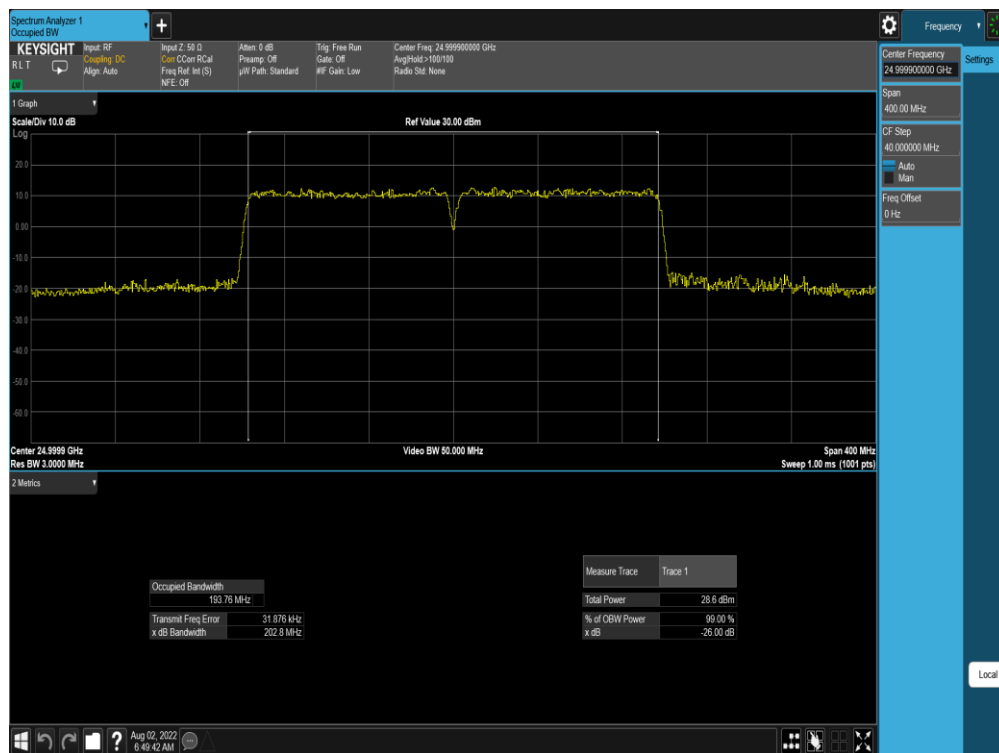 Spectrum Analyzer 1
Occupied BW
Frequency
KEYSIGHT
RLT
LV
Input: RF
Coupling: DC
Align: Auto
Input Z: 50 Ω
Corr CCorr RCal
Freq Ref: Int (S)
NFE: Off
Atten: 0 dB
Preamp: Off
µW Path: Standard
Trig: Free Run
Gate: Off
#IF Gain: Low
Center Freq: 24.999900000 GHz
Avg|Hold:>100/100
Radio Std: None
Center Frequency
24.999900000 GHz
Settings
Span
400.00 MHz
CF Step
40.000000 MHz
Auto
Man
Freq Offset
0 Hz
1 Graph
Scale/Div 10.0 dB
Ref Value 30.00 dBm
Log
20.0
10.0
0.00
-10.0
-20.0
-30.0
-40.0
-50.0
-60.0
Center 24.9999 GHz
Video BW 50.000 MHz
Span 400 MHz
Res BW 3.0000 MHz
Sweep 1.00 ms (1001 pts)
2 Metrics
Occupied Bandwidth
193.76 MHz
Transmit Freq Error 31.876 kHz
x dB Bandwidth 202.8 MHz
Measure Trace Trace 1
Total Power 28.6 dBm
% of OBW Power 99.00 %
x dB -26.00 dB
Local
Aug 02, 2022
6:49:42 AM